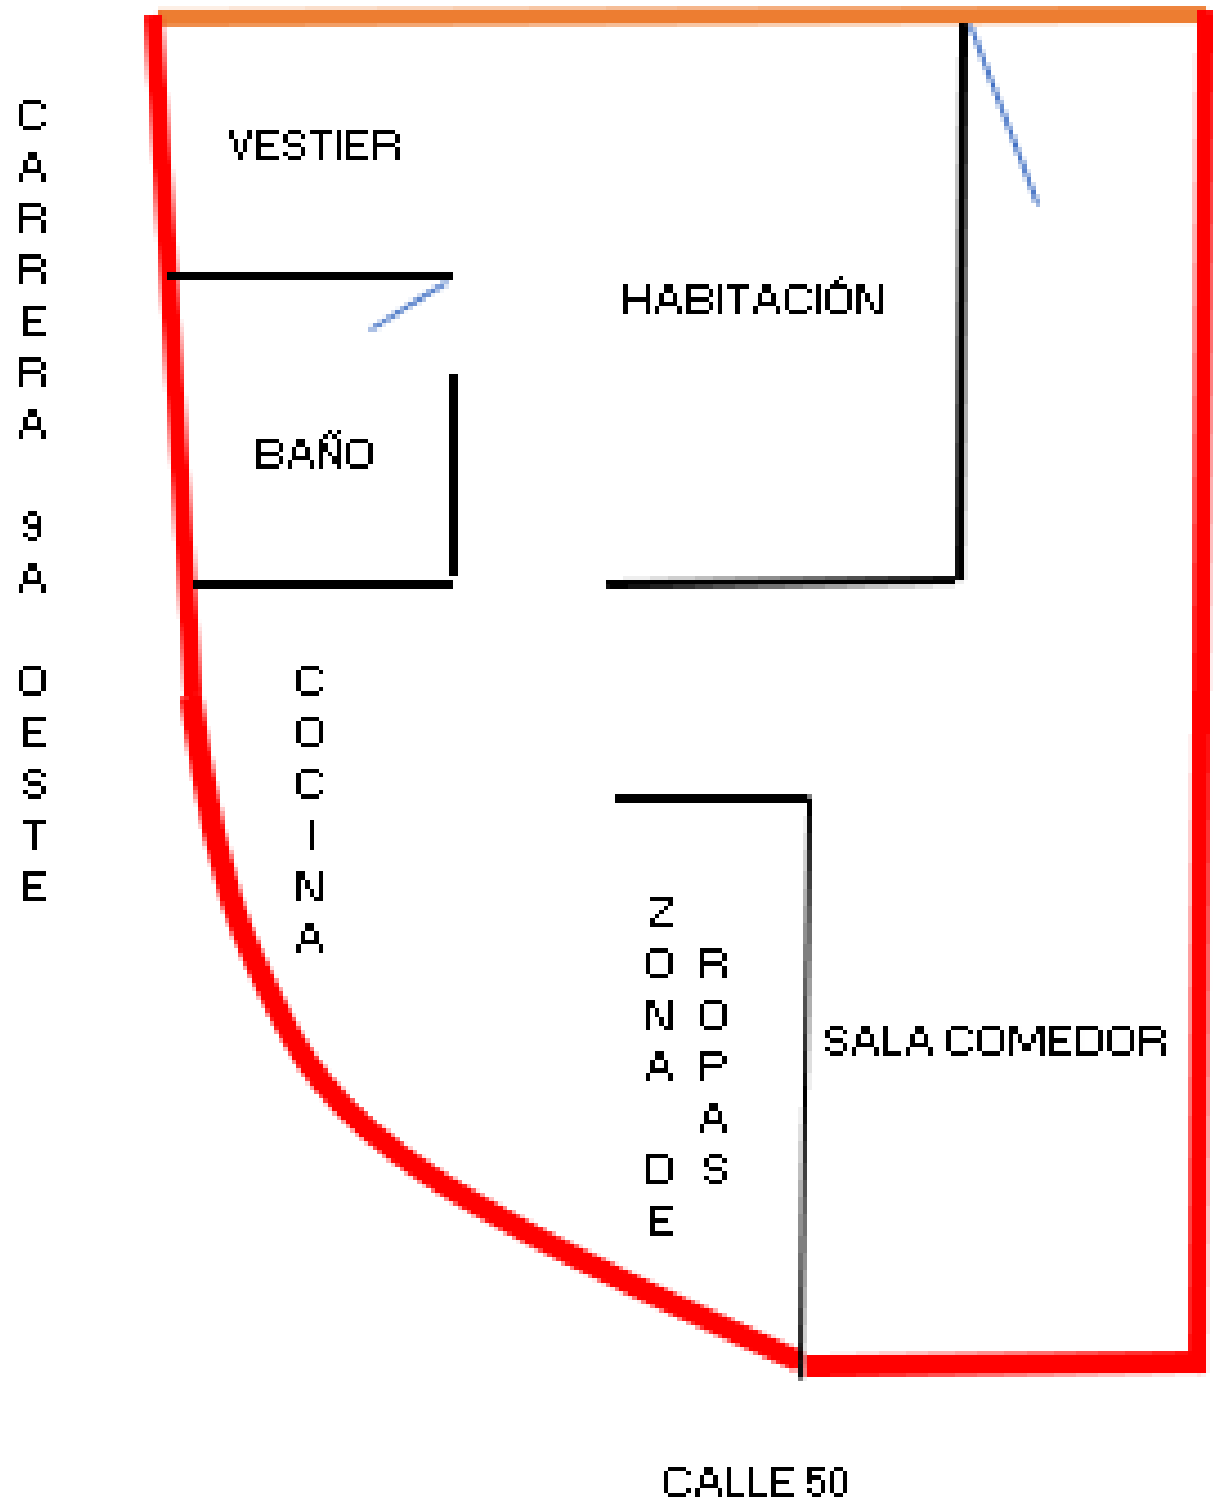 CARRERA 9A OESTE
VESTIER
HABITACIÓN
BAÑO
COCINA
ZONA DE
ROPAS
SALA COMEDOR
CALLE 50